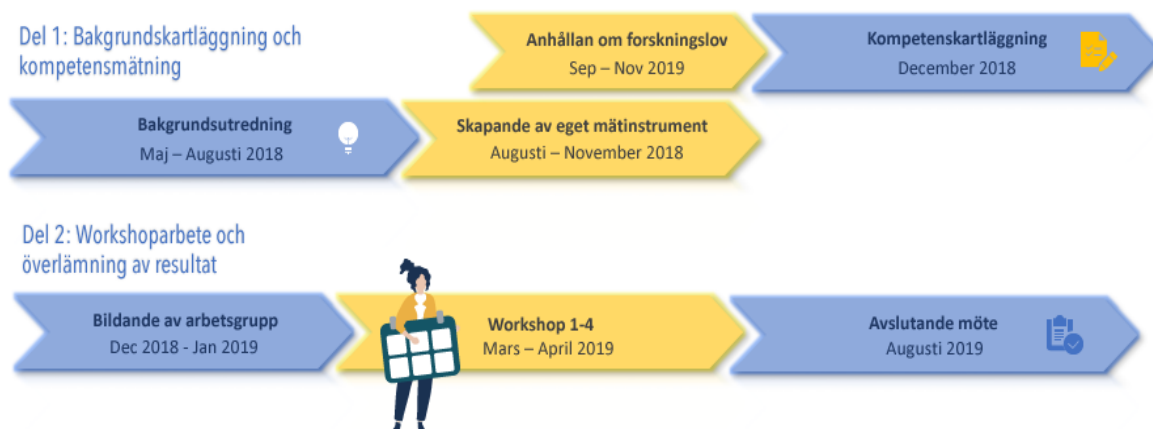 Del 1: Bakgrundskartläggning och
kompetensmätning
Anhållan om forskningslov
Sep – Nov 2019
Kompetenskartläggning
December 2018
Bakgrundsutredning
Maj – Augusti 2018
Skapande av eget mätinstrument
Augusti – November 2018
Del 2: Workshoparbete och
överlämning av resultat
Bildande av arbetsgrupp
Dec 2018 - Jan 2019
Workshop 1-4
Mars – April 2019
Avslutande möte
Augusti 2019